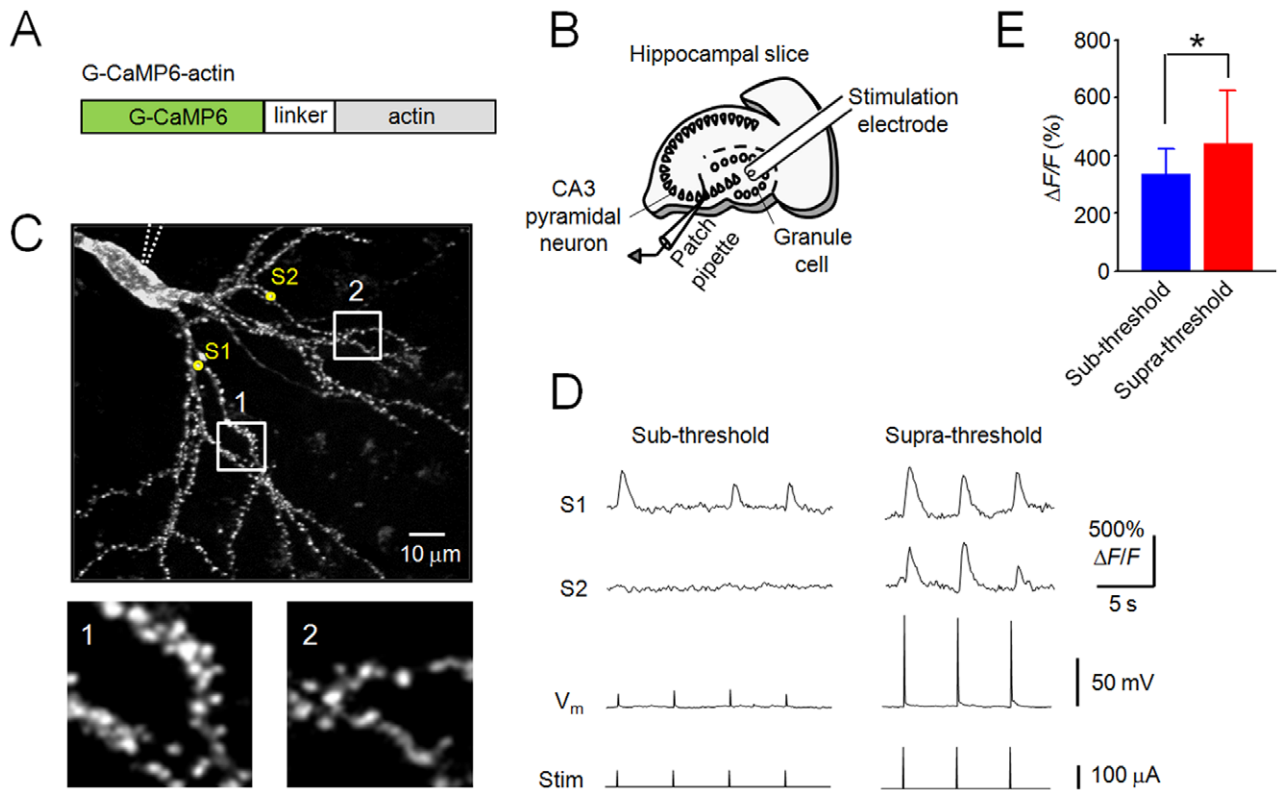 A
G-CaMP6-actin
G-CaMP6
linker
actin
B
Hippocampal slice
Stimulation
electrode
CA3
pyramidal
neuron
Patch
pipette
Granule
cell
C
S2
2
S1
1
10 μm
1
2
D
Sub-threshold
Supra-threshold
S1
S2
500%
ΔF/F
5 s
Vm
50 mV
Stim
100 μA
E
*
800
600
400
200
0
ΔF/F (%)
Sub-threshold
Supra-threshold